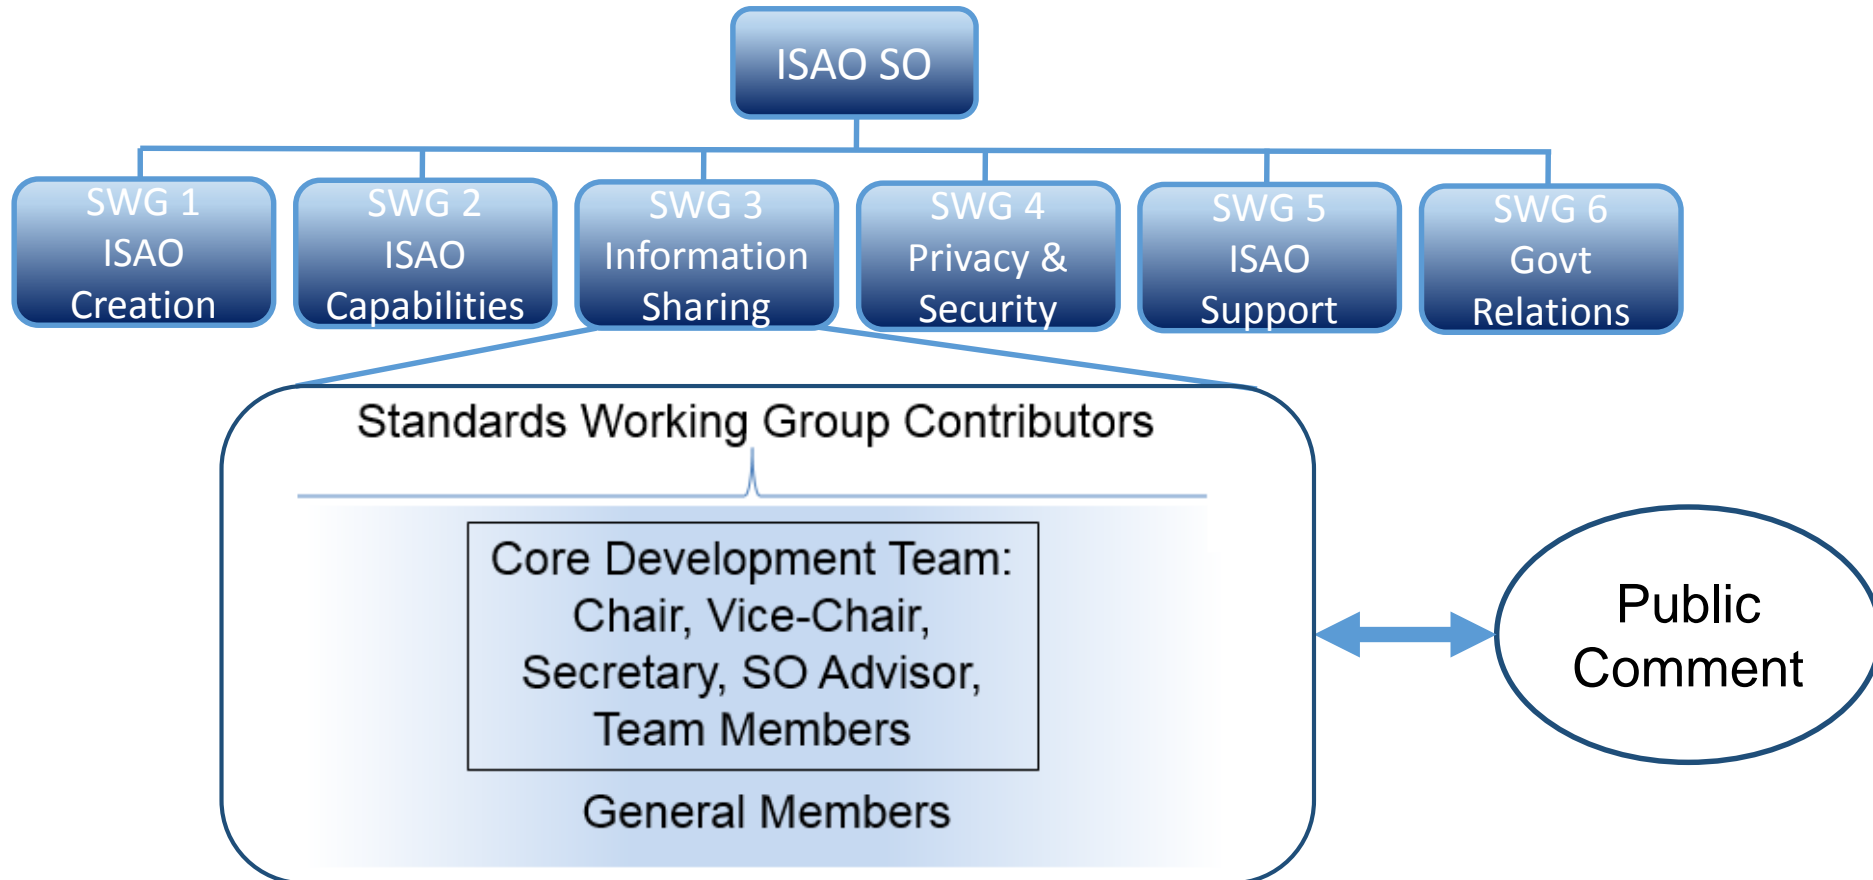 ISAO SO
SWG 1
ISAO
Creation
SWG 2
ISAO
Capabilities
SWG 3
Information
Sharing
SWG 4
Privacy &
Security
SWG 5
ISAO
Support
SWG 6
Govt
Relations
Standards Working Group Contributors
Core Development Team:
Chair, Vice-Chair,
Secretary, SO Advisor,
Team Members
General Members
Public
Comment